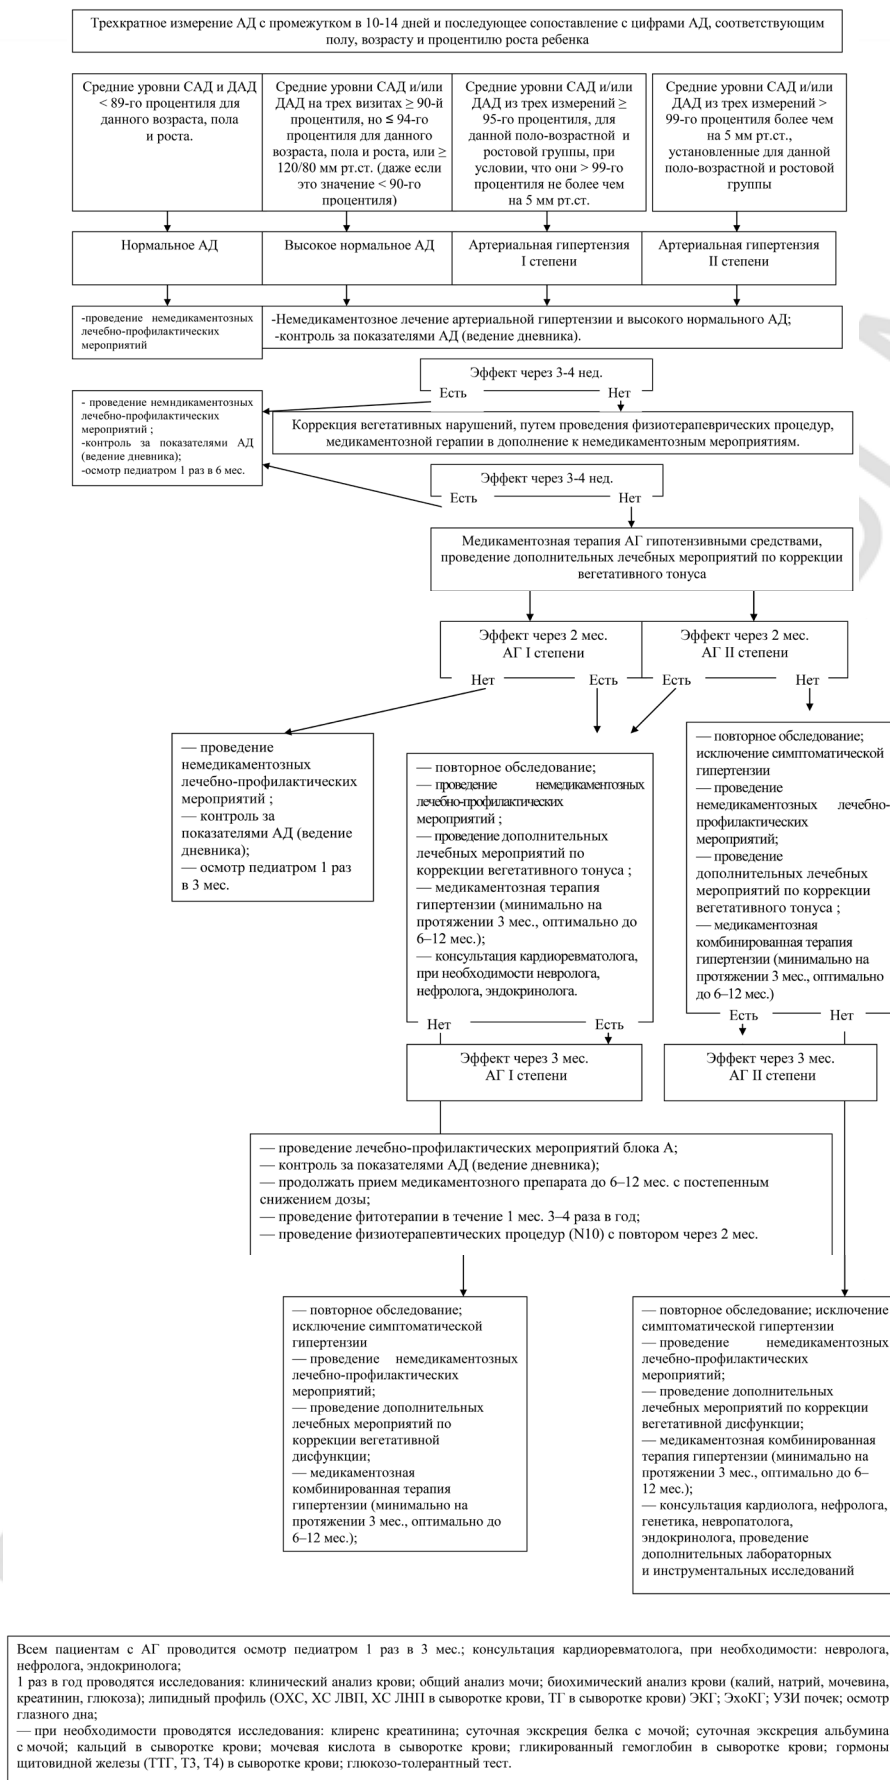 Трехкратное измерение АД с промежутком в 10-14 дней и последующее сопоставление с цифрами АД, соответствующим
полу, возрасту и процентилю роста ребенка
Средние уровни САД и ДАД
< 89-го процентиля для
данного возраста, пола
и роста.
Средние уровни САД и/или
ДАД на трех визитах ≥ 90-й
процентиля, но ≤ 94-го
процентиля для данного
возраста, пола и роста, или ≥
120/80 мм рт.ст. (даже если
это значение < 90-го
процентиля)
Средние уровни САД и/или
ДАД из трех измерений ≥
95-го процентиля, для
данной поло-возрастной и
ростовой группы, при
условии, что они > 99-го
процентиля не более чем
на 5 мм рт.ст.
Средние уровни САД и/или
ДАД из трех измерений >
99-го процентиля более чем
на 5 мм рт.ст.,
установленные для данной
поло-возрастной и ростовой
группы
Нормальное АД
Высокое нормальное АД
Артериальная гипертензия
I степени
Артериальная гипертензия
II степени
-проведение немедикаментозных
лечебно-профилактических
мероприятий
-Немедикаментозное лечение артериальной гипертензии и высокого нормального АД;
-контроль за показателями АД (ведение дневника).
Эффект через 3-4 нед.
Есть
Нет
- проведение немндикаментозных
лечебно-профилактических
мероприятий ;
-контроль за показателями АД
(ведение дневника);
-осмотр педиатром 1 раз в 6 мес.
Коррекция вегетативных нарушений, путем проведения физиотерапеврических процедур,
медикаментозной герапии в дополнение к немедикаментозным мероприятиям.
Эффект через 3-4 нед.
Есть
Нет
Медикаментозная терапия АГ гипотензивными средствами,
проведение дополнительных лечебных мероприятий по коррекции
вегетативного тонуса
Эффект через 2 мес.
АГ I степени
Эффект через 2 мес.
АГ II степени
Нет
Есть
Есть
Нет
— проведение
немедикаментозных
лечебно-профилактических
мероприятий ;
— контроль за
показателями АД (ведение
дневника);
— осмотр педиатром 1 раз
в 3 мес.
— повторное обследование;
— проведение немедикаментозных
лечебно-профилактических
мероприятий ;
— проведение дополнительных
лечебных мероприятий по
коррекции вегетативного тонуса ;
— медикаментозная терапия
гипертензии (минимально на
протяжении 3 мес., оптимально до
6–12 мес.);
— консультация кардиоревматолога,
при необходимости невролога,
нефролога, эндокринолога.
— повторное обследование;
исключение симптоматической
гипертензии
— проведение
немедикаментозных лечебно-
профилактических
мероприятий;
— проведение
дополнительных лечебных
мероприятий по коррекции
вегетативного тонуса ;
— медикаментозная
комбинированная терапия
гипертензии (минимально на
протяжении 3 мес., оптимально
до 6–12 мес.)
Нет
Есть
Есть
Нет
Эффект через 3 мес.
АГ I степени
Эффект через 3 мес.
АГ II степени
— проведение лечебно-профилактических мероприятий блока А;
— контроль за показателями АД (ведение дневника);
— продолжать прием медикаментозного препарата до 6–12 мес. с постепенным
снижением дозы;
— проведение фитотерапии в течение 1 мес. 3–4 раза в год;
— проведение физиотерапевтических процедур (N10) с повтором через 2 мес.
— повторное обследование;
исключение симптоматической
гипертензии
— проведение немедикаментозных
лечебно-профилактических
мероприятий;
— проведение дополнительных
лечебных мероприятий по
коррекции вегетативной
дисфункции;
— медикаментозная
комбинированная терапия
гипертензии (минимально на
протяжении 3 мес., оптимально до
6–12 мес.);
— повторное обследование; исключение
симптоматической гипертензии
— проведение немедикаментозных
лечебно-профилактических
мероприятий;
— проведение дополнительных
лечебных мероприятий по коррекции
вегетативной дисфункции;
— медикаментозная комбинированная
терапия гипертензии (минимально на
протяжении 3 мес., оптимально до 6–
12 мес.);
— консультация кардиолога, нефролога,
генетика, невропатолога,
эндокринолога, проведение
дополнительных лабораторных
и инструментальных исследований
Всем пациентам с АГ проводится осмотр педиатром 1 раз в 3 мес.; консультация кардиоревматолога, при необходимости: невролога,
нефролога, эндокринолога;
1 раз в год проводятся исследования: клинический анализ крови; общий анализ мочи; биохимический анализ крови (калий, натрий, мочевина,
креатинин, глюкоза); липидный профиль (ОХС, ХС ЛВП, ХС ЛНП в сыворотке крови, ТГ в сыворотке крови) ЭКГ; ЭхоКГ; УЗИ почек; осмотр
глазного дна;
— при необходимости проводятся исследования: клиренс креатинина; суточная экскреция белка с мочой; суточная экскреция альбумина
с мочой; кальций в сыворотке крови; мочевая кислота в сыворотке крови; гликированный гемоглобин в сыворотке крови; гормоны
щитовидной железы (ТТГ, Т3, Т4) в сыворотке крови; глюкозо-толерантный тест.